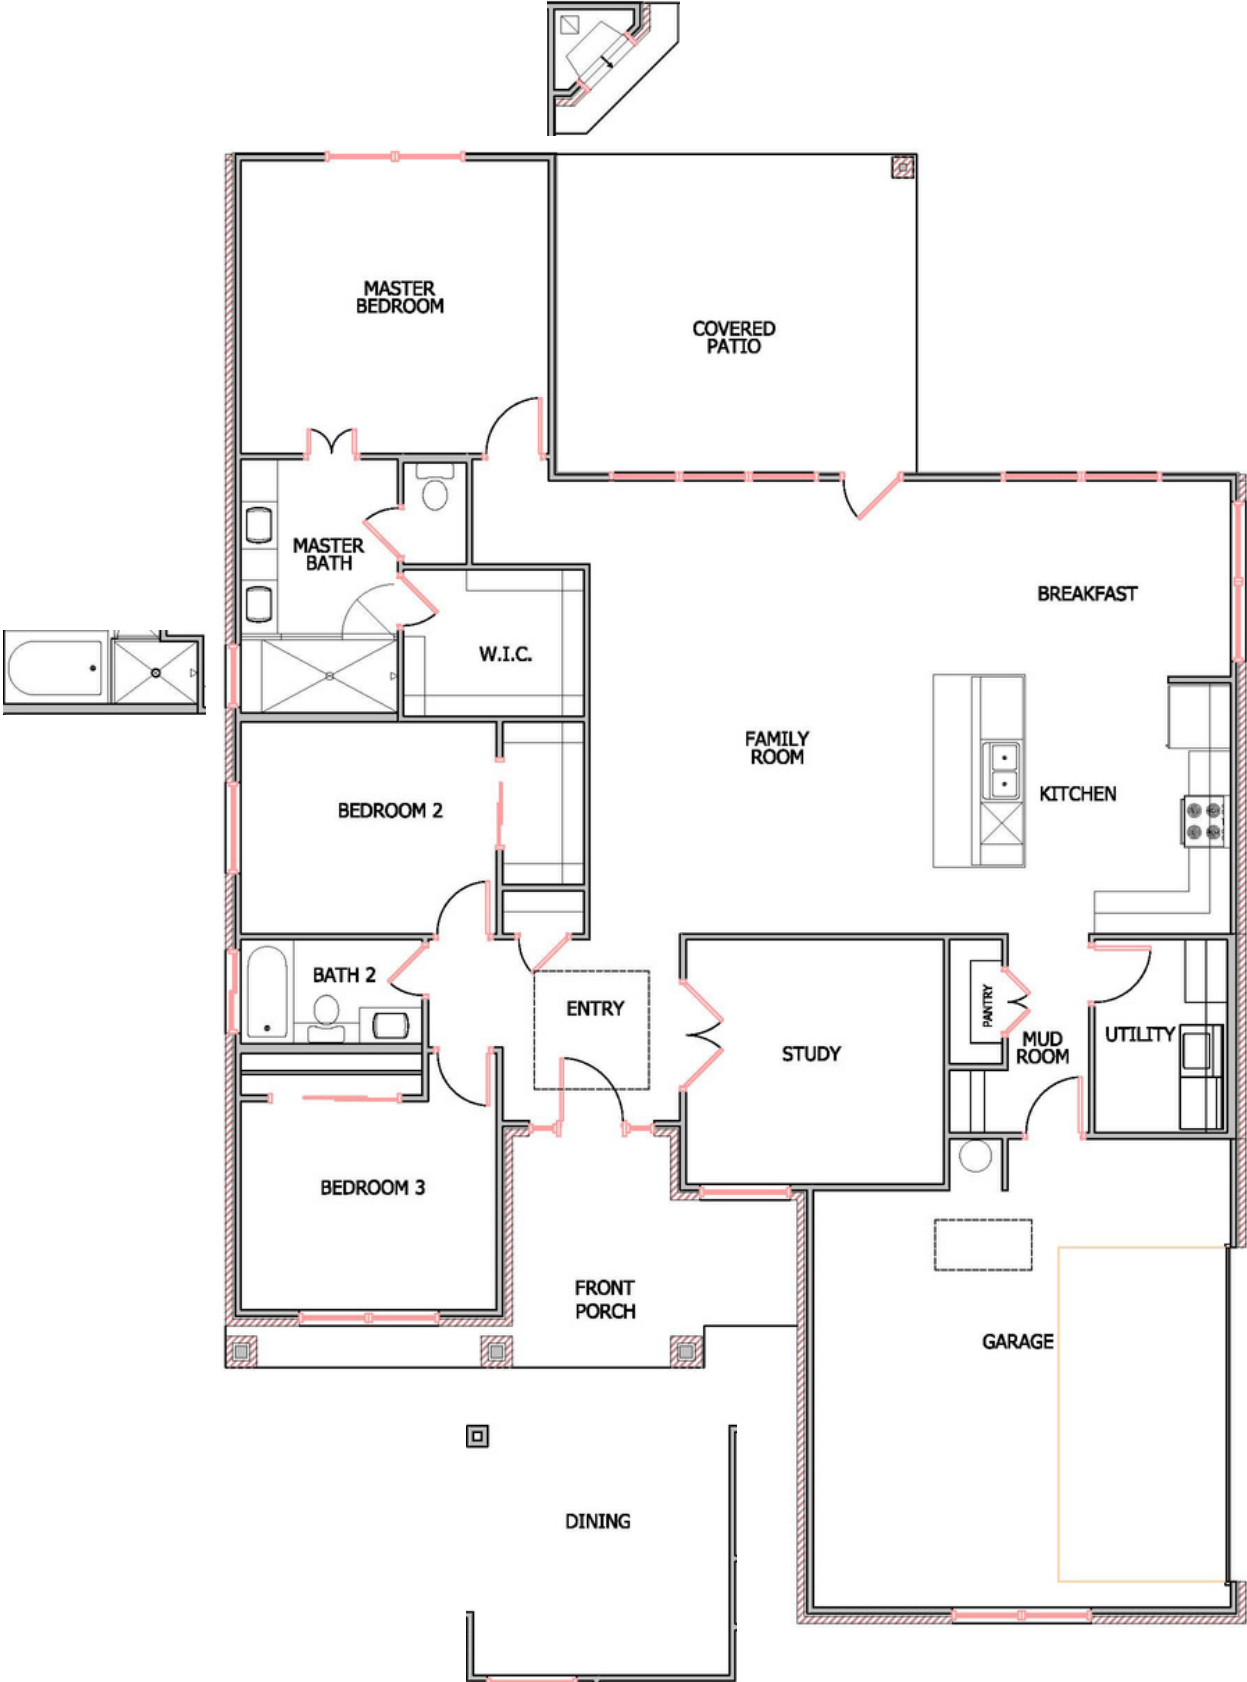 MASTER
BEDROOM
COVERED
PATIO
MASTER
BATH
BREAKFAST
W.I.C.
FAMILY
ROOM
KITCHEN
BEDROOM 2
BATH 2
ENTRY
STUDY
PANTRY
MUD
ROOM
UTILITY
BEDROOM 3
FRONT
PORCH
GARAGE
DINING